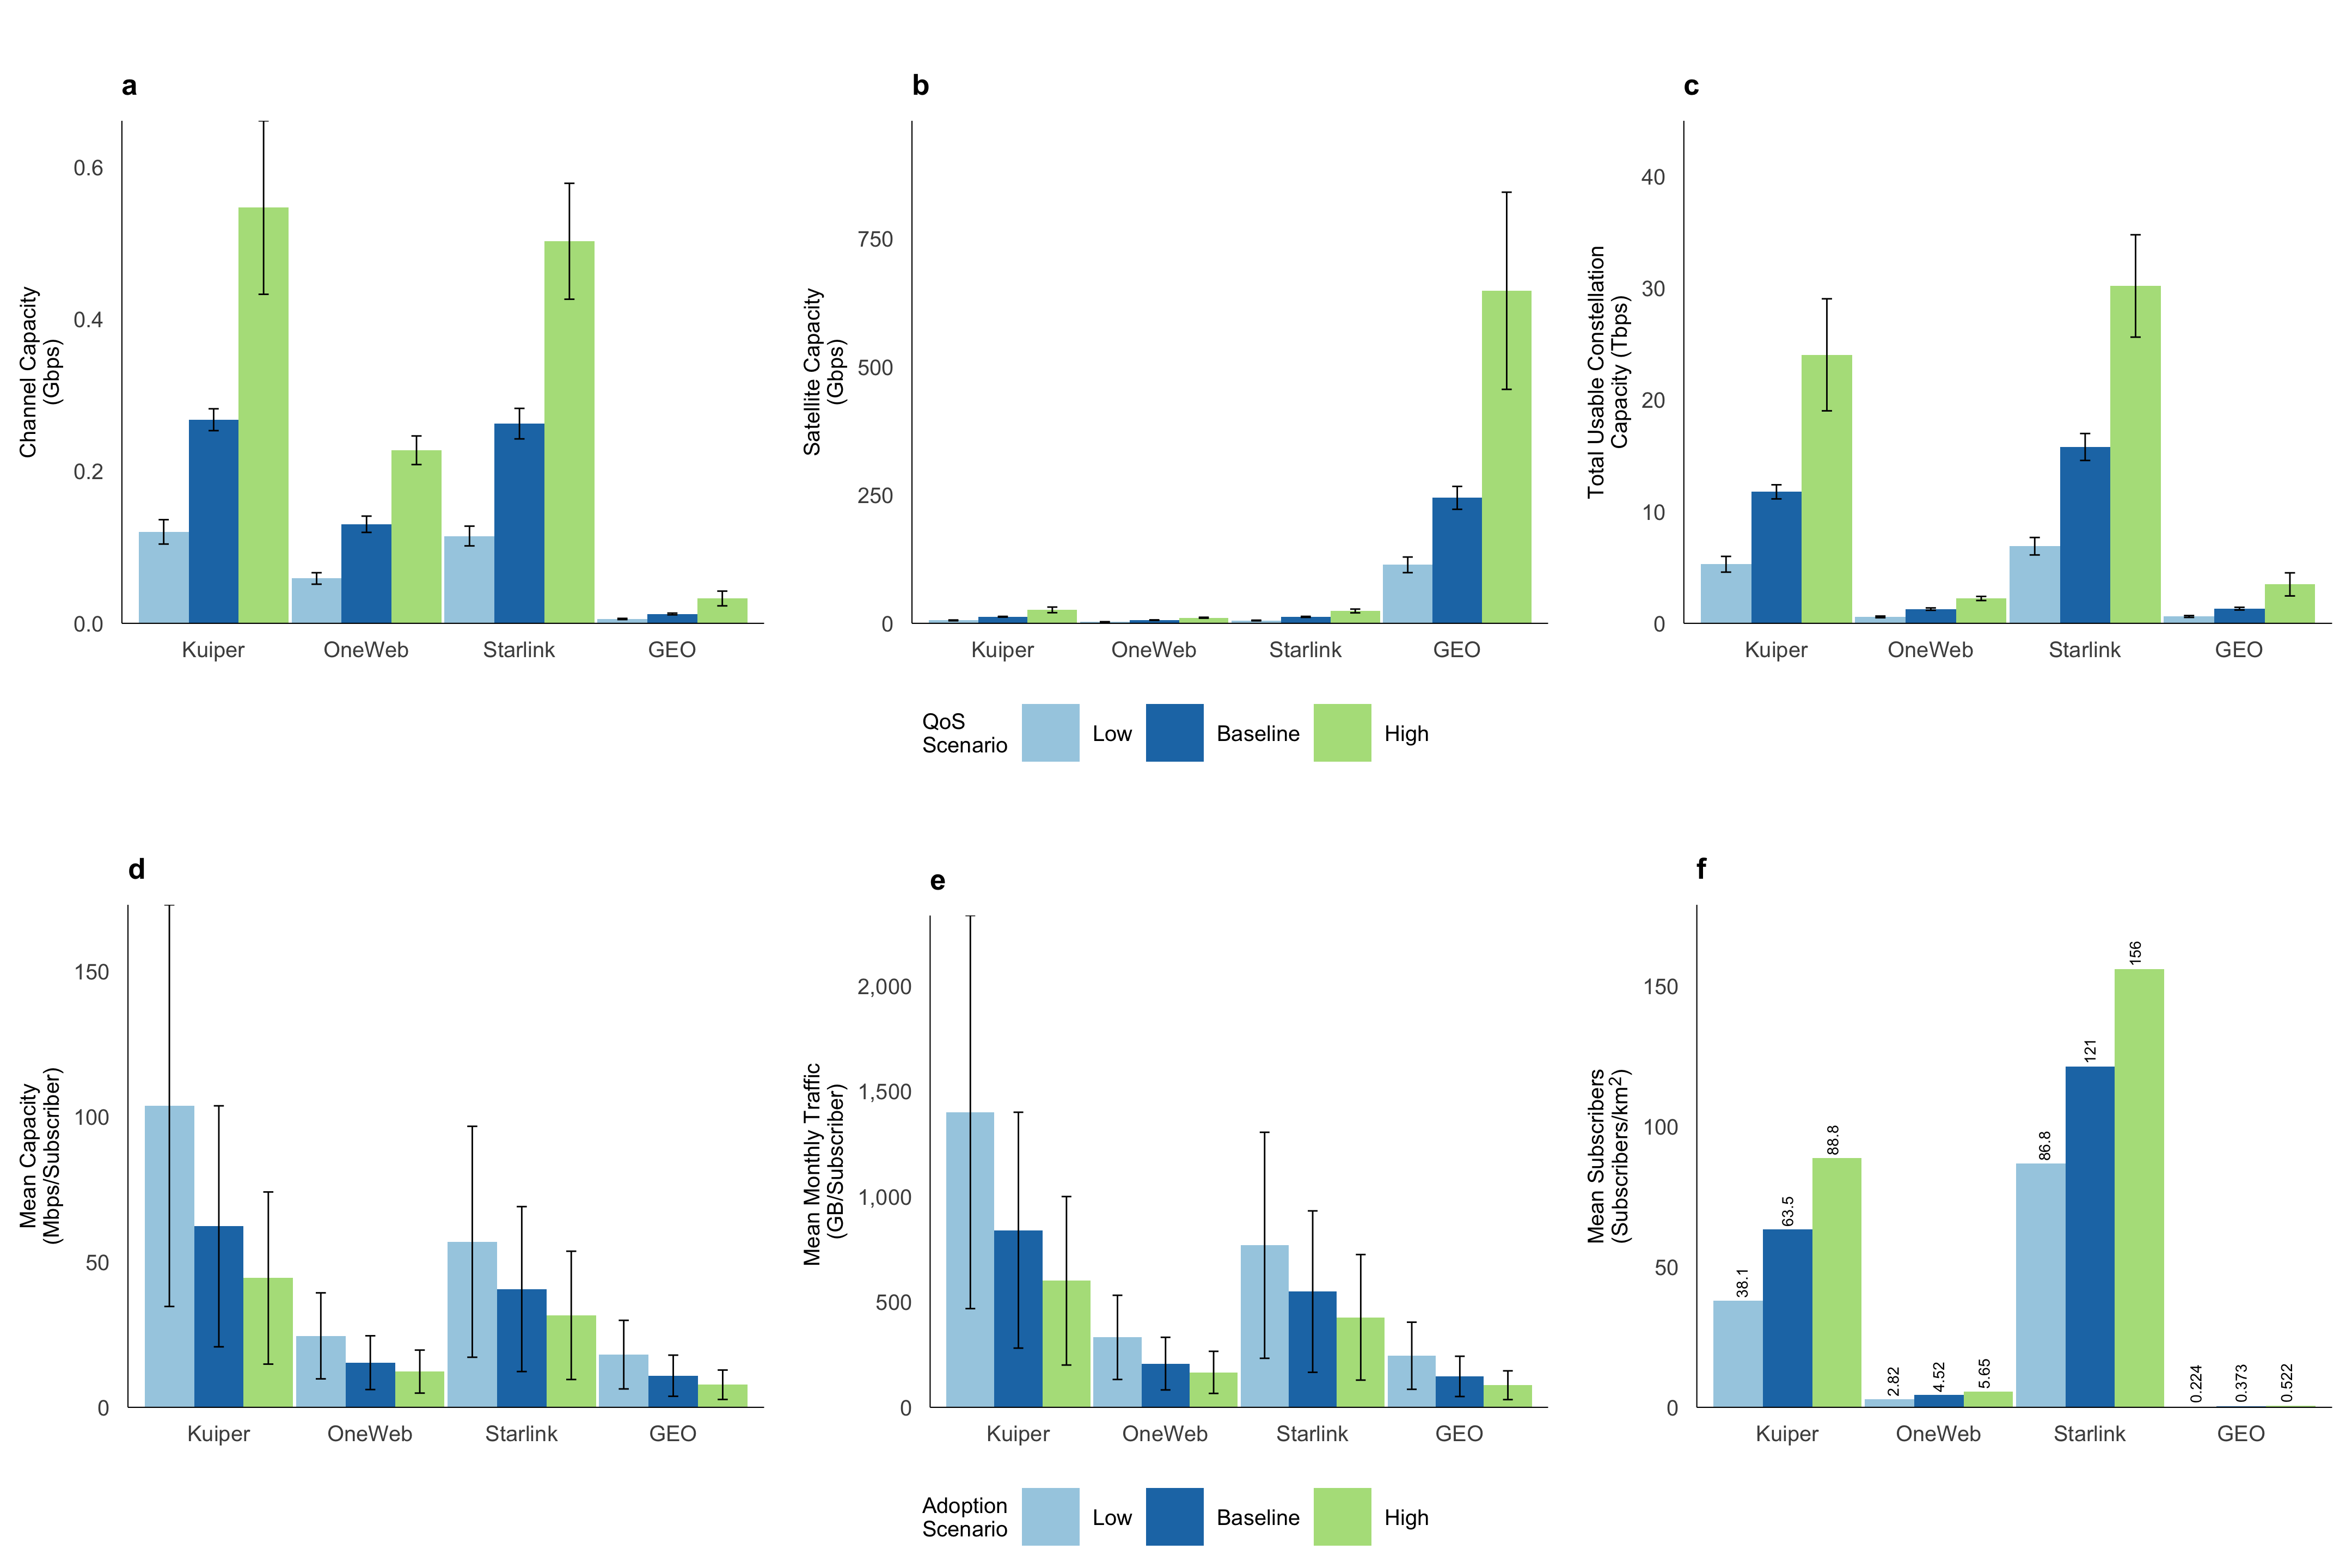 a
Channel Capacity
(Gbps)
0.6
0.4
0.2
0.0
Kuiper
OneWeb
Starlink
GEO
b
Satellite Capacity
(Gbps)
750
500
250
0
Kuiper
OneWeb
Starlink
GEO
c
Total Usable Constellation
Capacity (Tbps)
40
30
20
10
0
Kuiper
OneWeb
Starlink
GEO
QoS
Scenario
Low
Baseline
High
d
Mean Capacity
(Mbps/Subscriber)
150
100
50
0
Kuiper
OneWeb
Starlink
GEO
e
Mean Monthly Traffic
(GB/Subscriber)
2,000
1,500
1,000
500
0
Kuiper
OneWeb
Starlink
GEO
f
Mean Subscribers
(Subscribers/km²)
150
100
50
0
38.1
63.5
88.8
2.82
4.52
5.65
86.8
121
156
0.224
0.373
0.522
Kuiper
OneWeb
Starlink
GEO
Adoption
Scenario
Low
Baseline
High